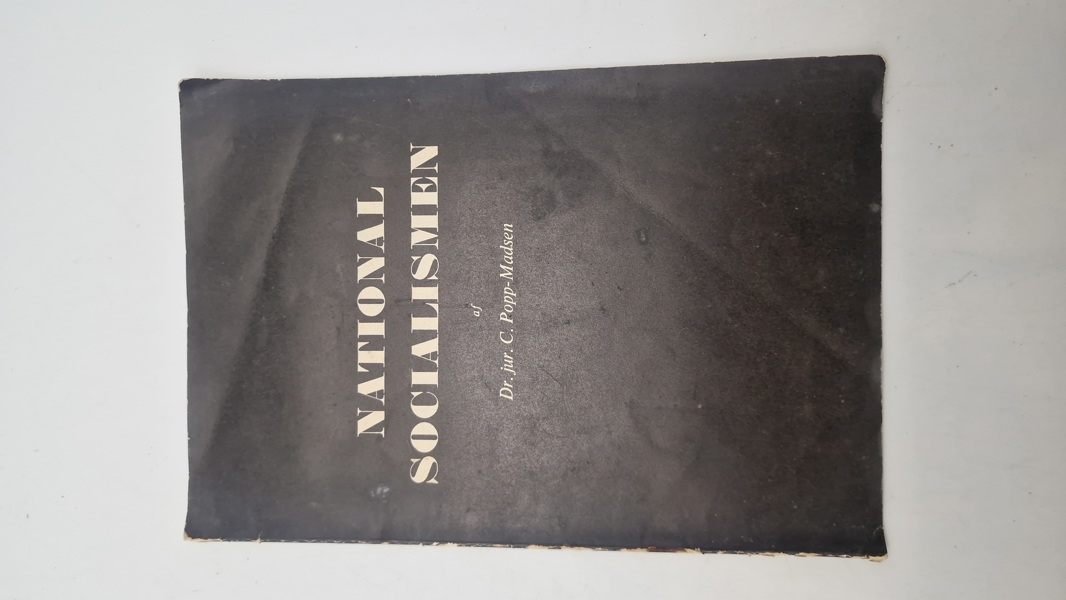 NATIONAL
SOCIALISMEN
af
Dr. jur. C. Popp-Madsen